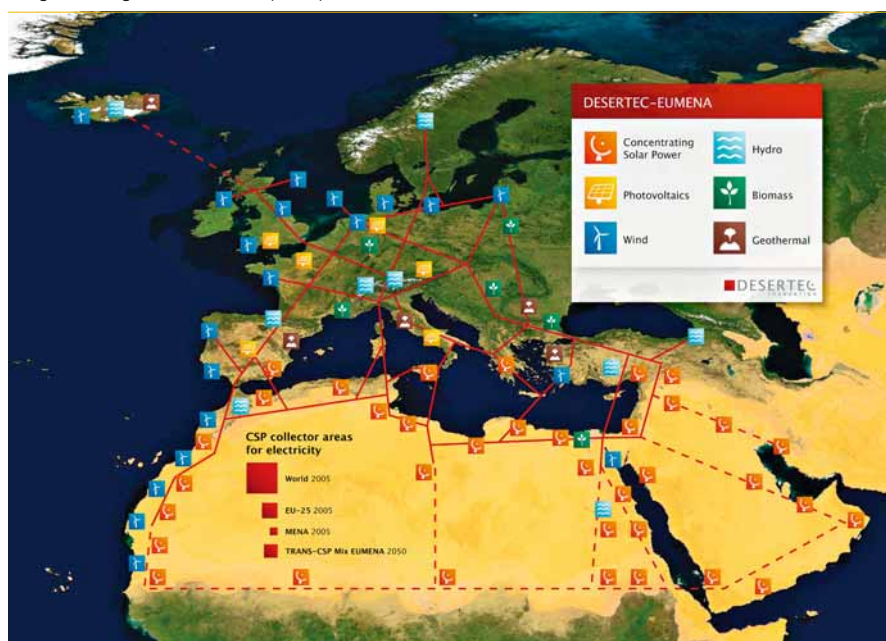 DESERTEC-EUMENA
Concentrating
Solar Power
Hydro
Photovoltaics
Biomass
Wind
Geothermal
DESERTEC
FOUNDATION
CSP collector areas
for electricity
World 2005
EU-25 2005
MENA 2005
TRANS-CSP Mix EUMENA 2050